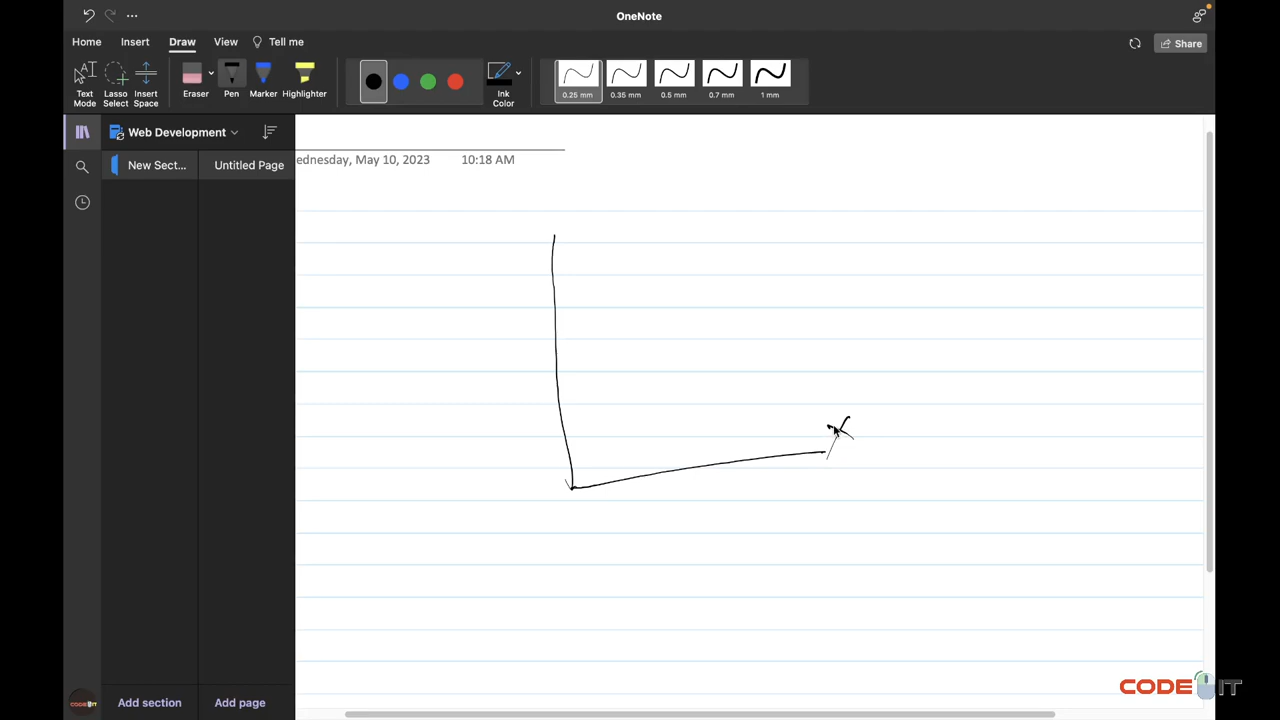 OneNote
Home Insert Draw View Tell me
Share
Text Mode
Lasso Select
Insert Space
Eraser
Pen
Marker
Highlighter
Ink Color
0.25 mm 0.35 mm 0.5 mm 0.7 mm 1 mm
Web Development
New Sect... Untitled Page
ednesday, May 10, 2023 10:18 AM
x
Add section Add page
CODE IT